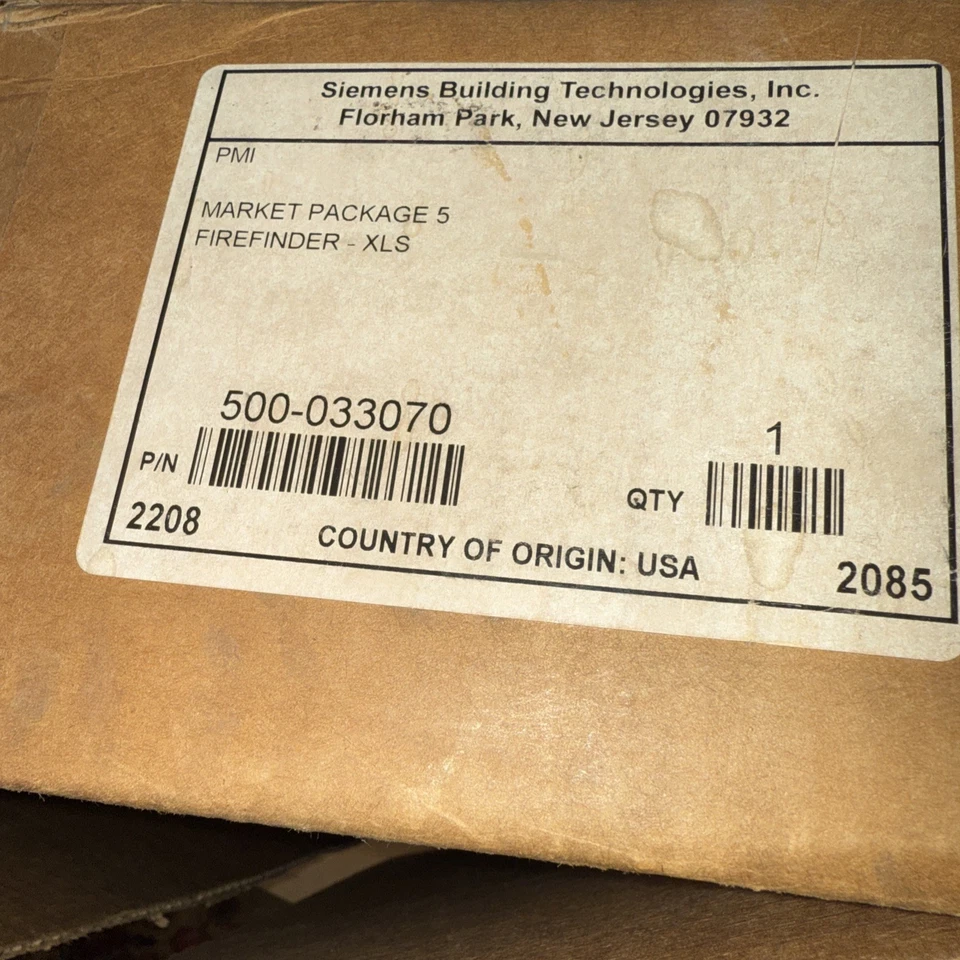 Siemens Building Technologies, Inc.
Florham Park, New Jersey 07932
PMI
MARKET PACKAGE 5
FIREFINDER - XLS
500-033070
P/N
1
QTY
2208
COUNTRY OF ORIGIN: USA
2085